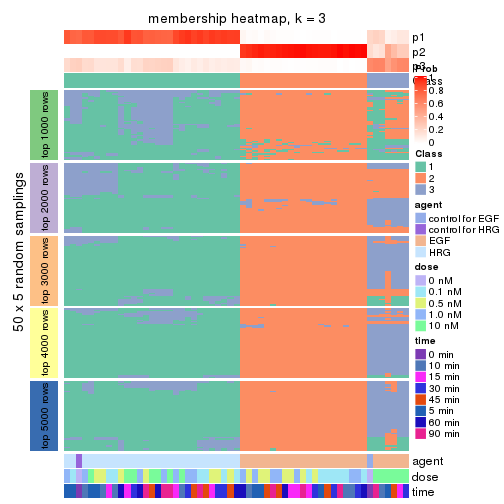 membership heatmap, k = 3
p1
p2
p3
Class
50 x 5 random samplings
top 1000 rows
top 2000 rows
top 3000 rows
top 4000 rows
top 5000 rows
agent
dose
time
Prob
1
0.8
0.6
0.4
0.2
0
Class
1
2
3
agent
control for EGF
control for HRG
EGF
HRG
dose
0 nM
0.1 nM
0.5 nM
1.0 nM
10 nM
time
0 min
10 min
15 min
30 min
45 min
5 min
60 min
90 min